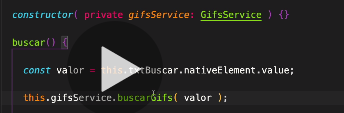 constructor( private gifsService: GifsService ) {}
buscar() {
const valor = this.txtBuscar.nativeElement.value;
this.gifsService.buscarGifs( valor );